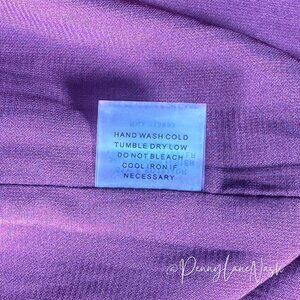 HAND WASH COLD
TUMBLE DRY LOW
DO NOT BLEACH
COOL IRON IF
NECESSARY
@PennyLaneNash